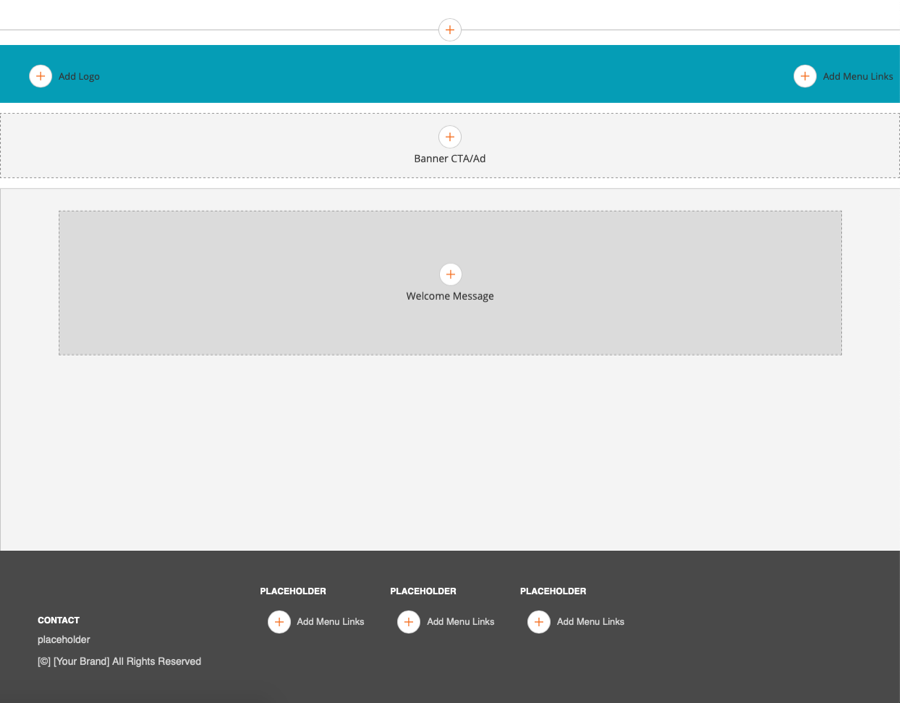 Add Logo
Add Menu Links
Banner CTA/Ad
Welcome Message
PLACEHOLDER
PLACEHOLDER
PLACEHOLDER
CONTACT
Add Menu Links
Add Menu Links
Add Menu Links
placeholder
[©] [Your Brand] All Rights Reserved